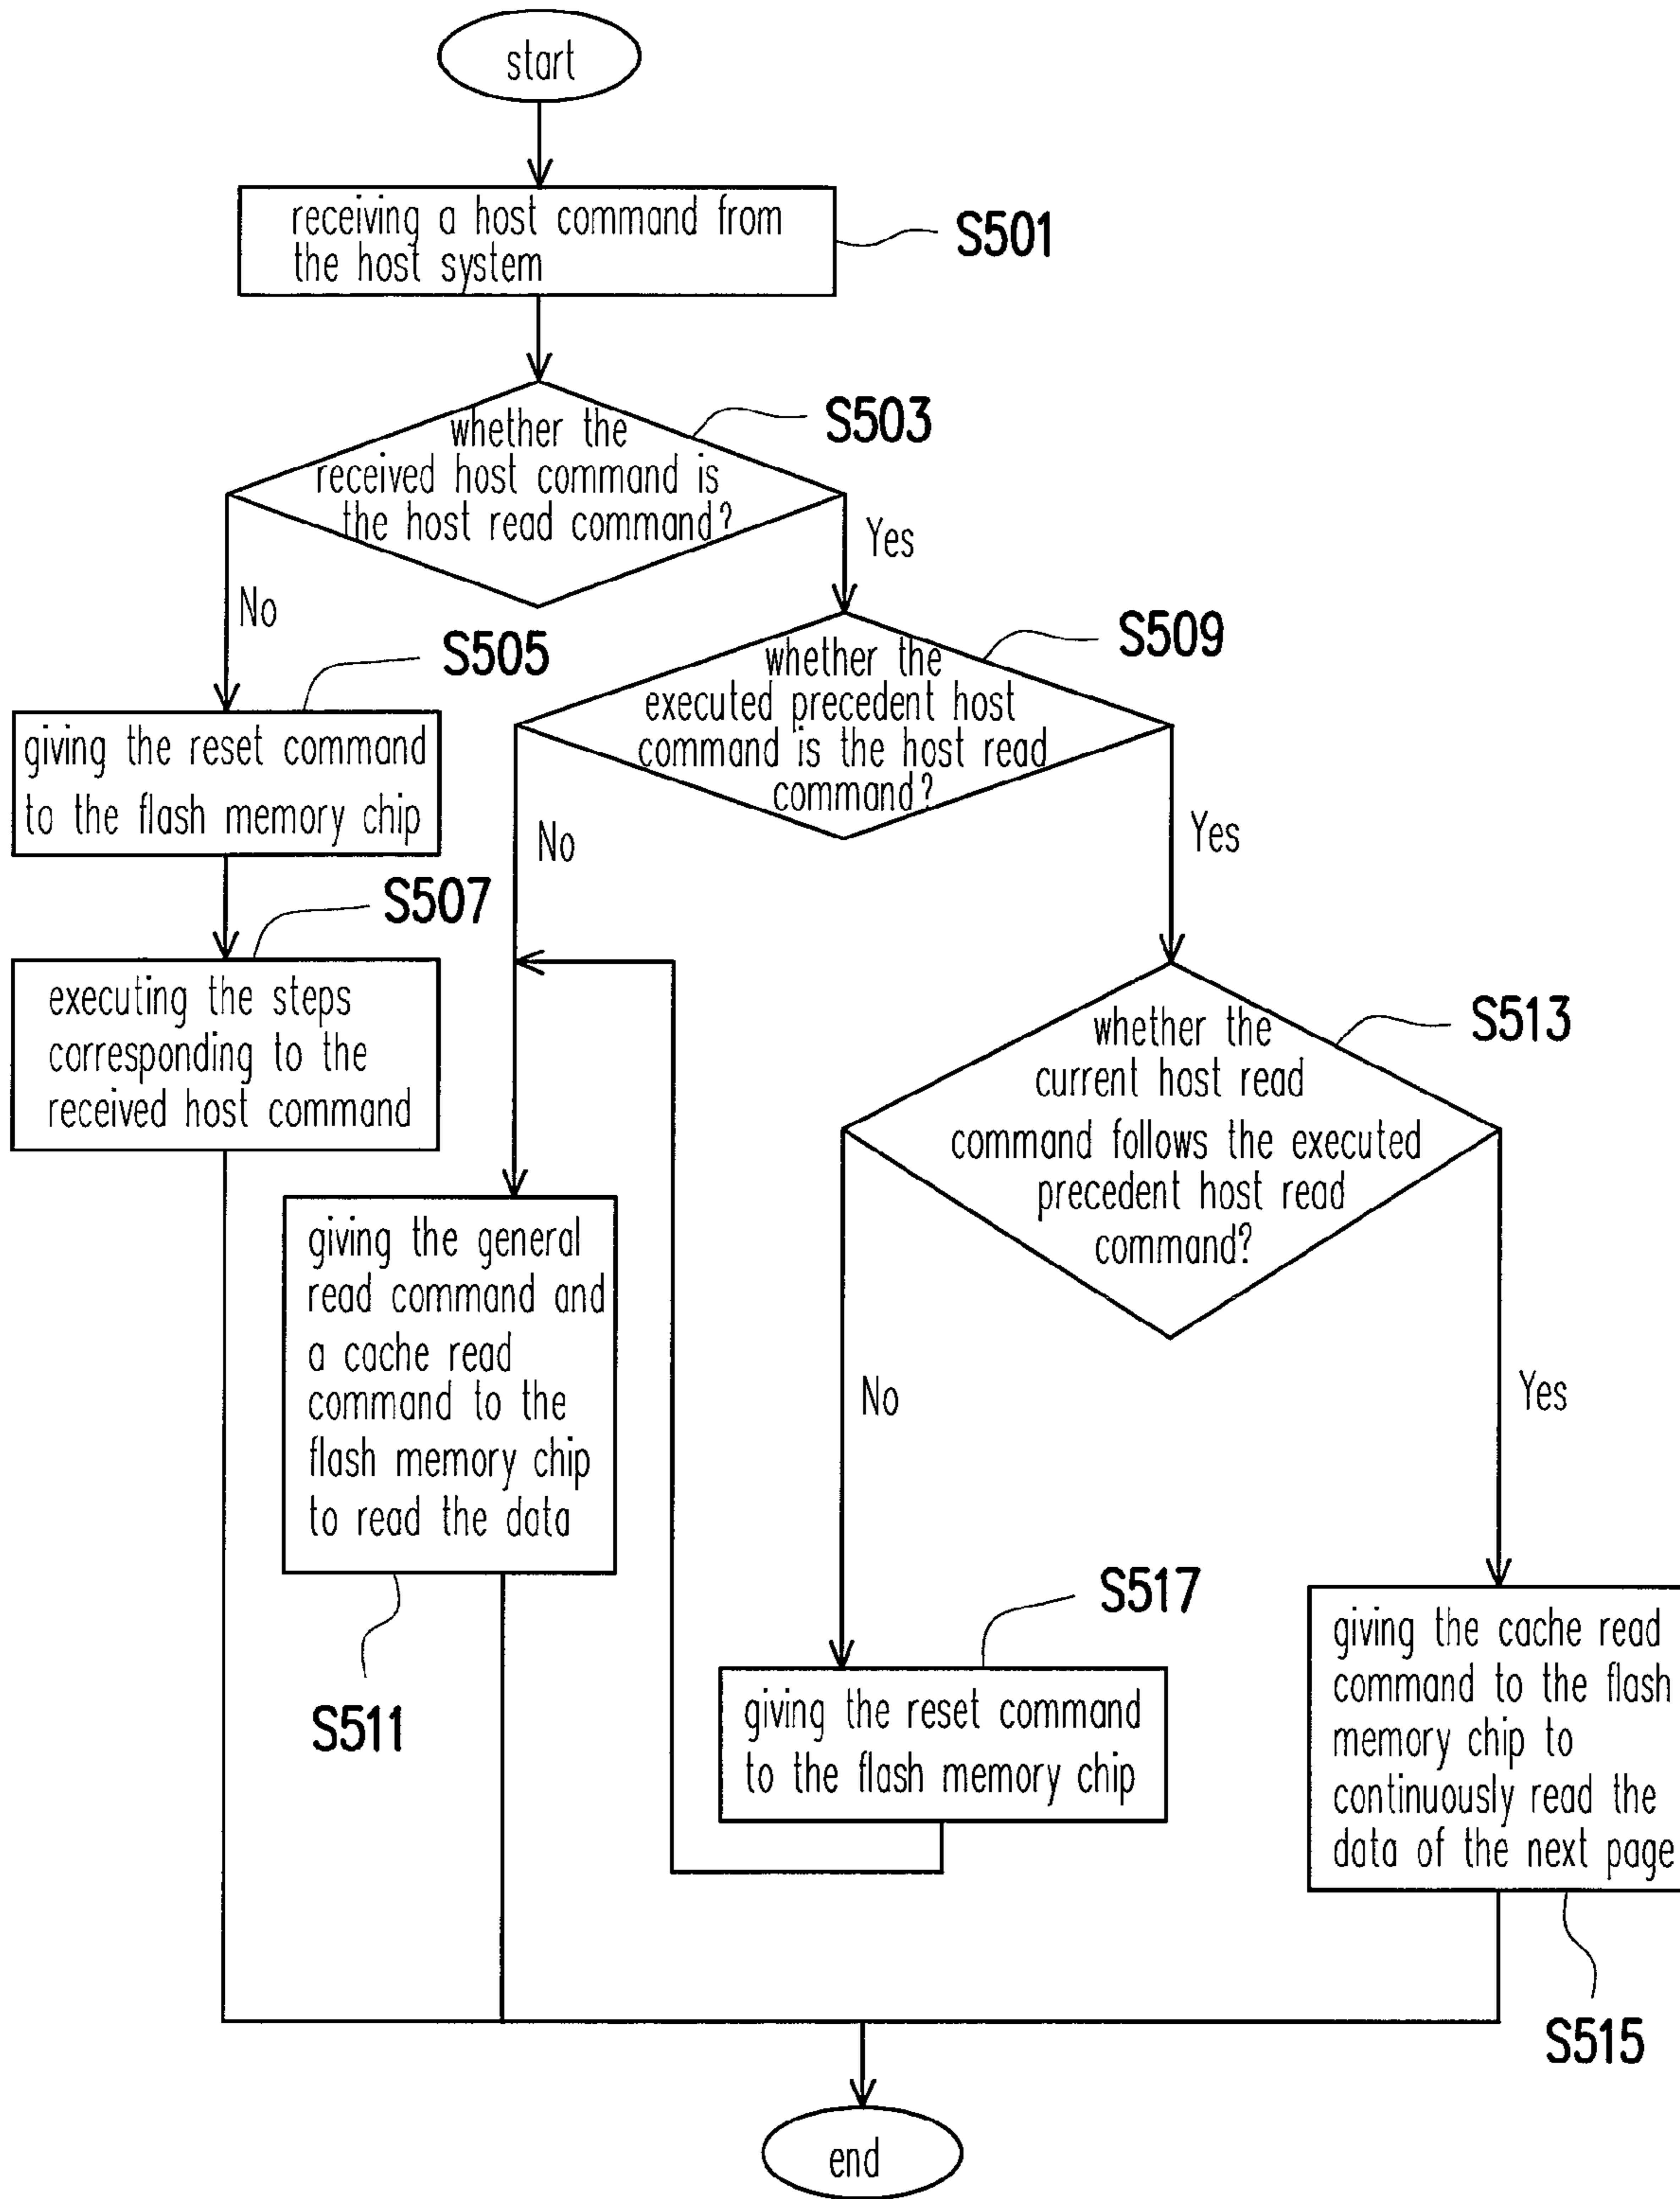 start
receiving a host command from
the host system
S501
whether the
received host command is
the host read command?
S503
Yes
No
S505
giving the reset command
to the flash memory chip
S507
executing the steps
corresponding to the
received host command
S509
whether the
executed precedent host
command is the host read
command?
No
Yes
S513
whether the
current host read
command follows the executed
precedent host read
command?
giving the general
read command and
a cache read
command to the
flash memory chip
to read the data
S511
No
Yes
S517
giving the reset command
to the flash memory chip
giving the cache read
command to the flash
memory chip to
continuously read the
data of the next page
S515
end